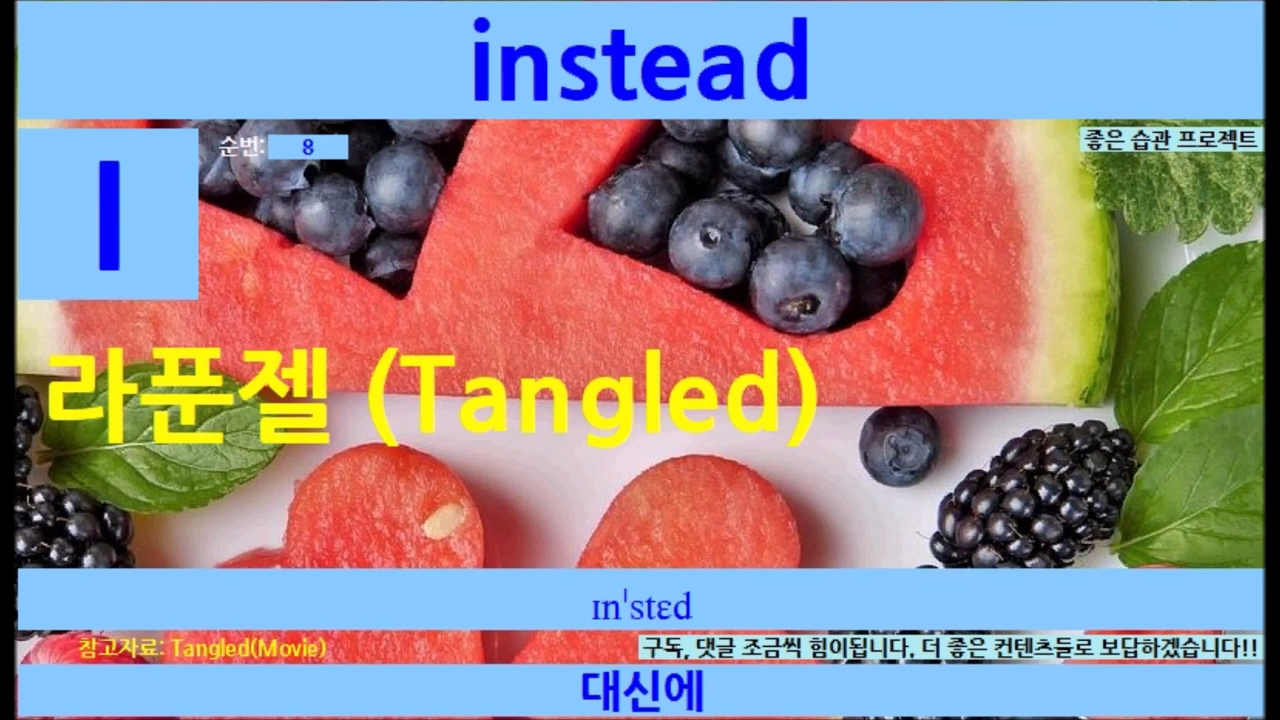 instead
I
순번: 8
좋은 습관 프로젝트
라푼젤 (Tangled)
ɪnˈstɛd
참고자료: Tangled(Movie)
구독, 댓글 조금씩 힘이됩니다, 더 좋은 컨텐츠들로 보답하겠습니다!!
대신에